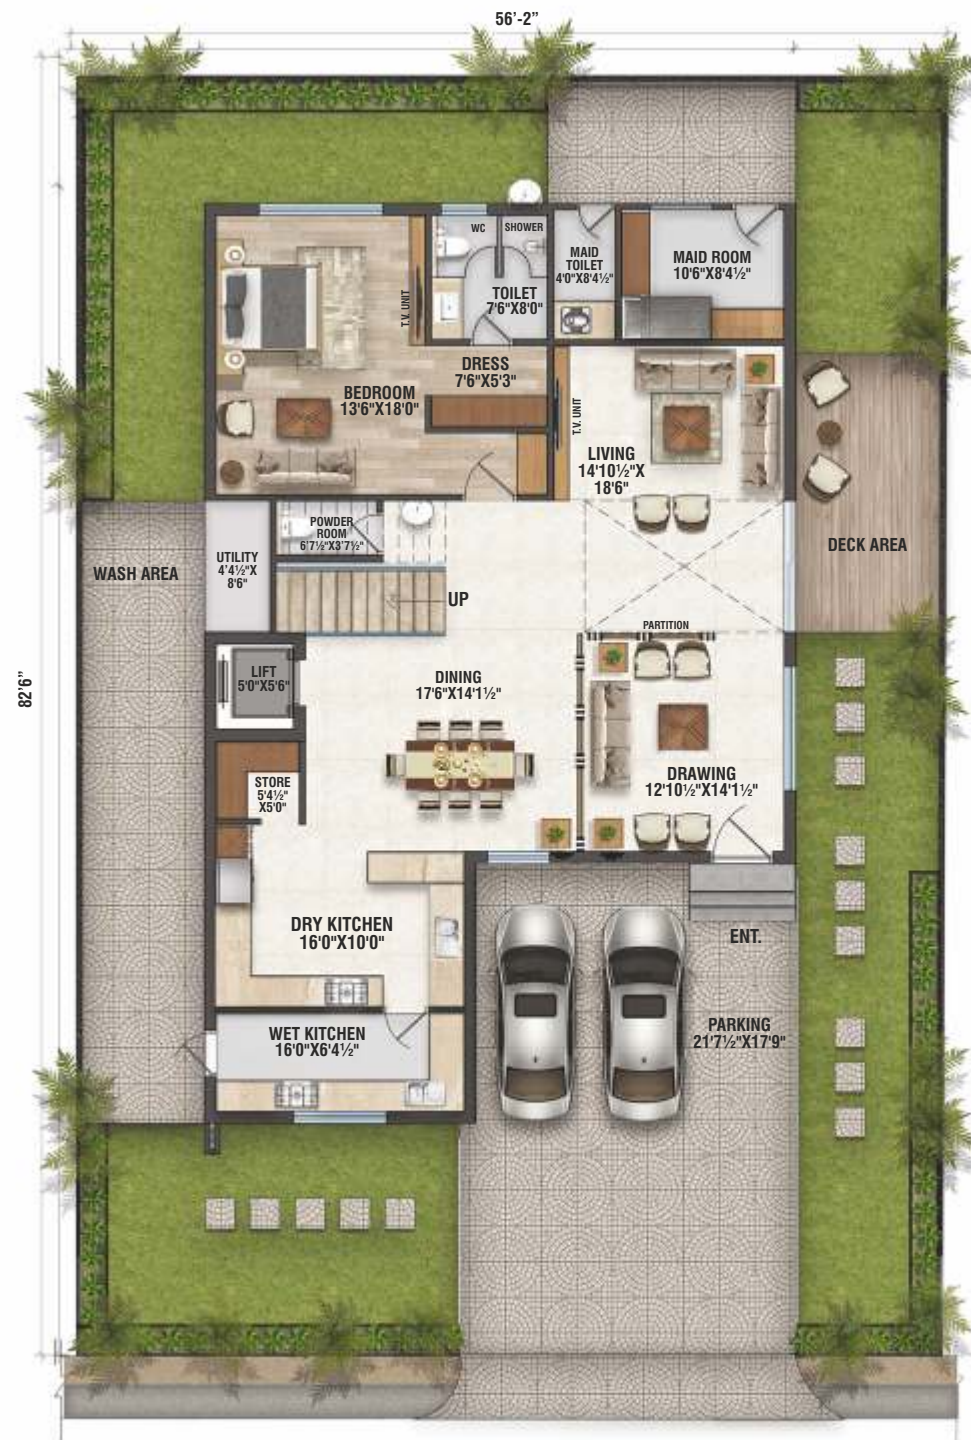 56'-2"
WC
SHOWER
MAID
TOILET
4'0"X8'4½"
MAID ROOM
10'6"X8'4½"
TOILET
7'6"X8'0"
T.V. UNIT
DRESS
7'6"X5'3"
BEDROOM
13'6"X18'0"
T.V. UNIT
LIVING
14'10½"X
18'6"
POWDER
ROOM
6'7½"X3'7½"
DECK AREA
WASH AREA
UTILITY
4'4½"X
8'6"
UP
PARTITION
82'6"
LIFT
5'0"X5'6"
DINING
17'6"X14'1½"
STORE
5'4½"
X5'0"
DRAWING
12'10½"X14'1½"
DRY KITCHEN
16'0"X10'0"
ENT.
WET KITCHEN
16'0"X6'4½"
PARKING
21'7½"X17'9"